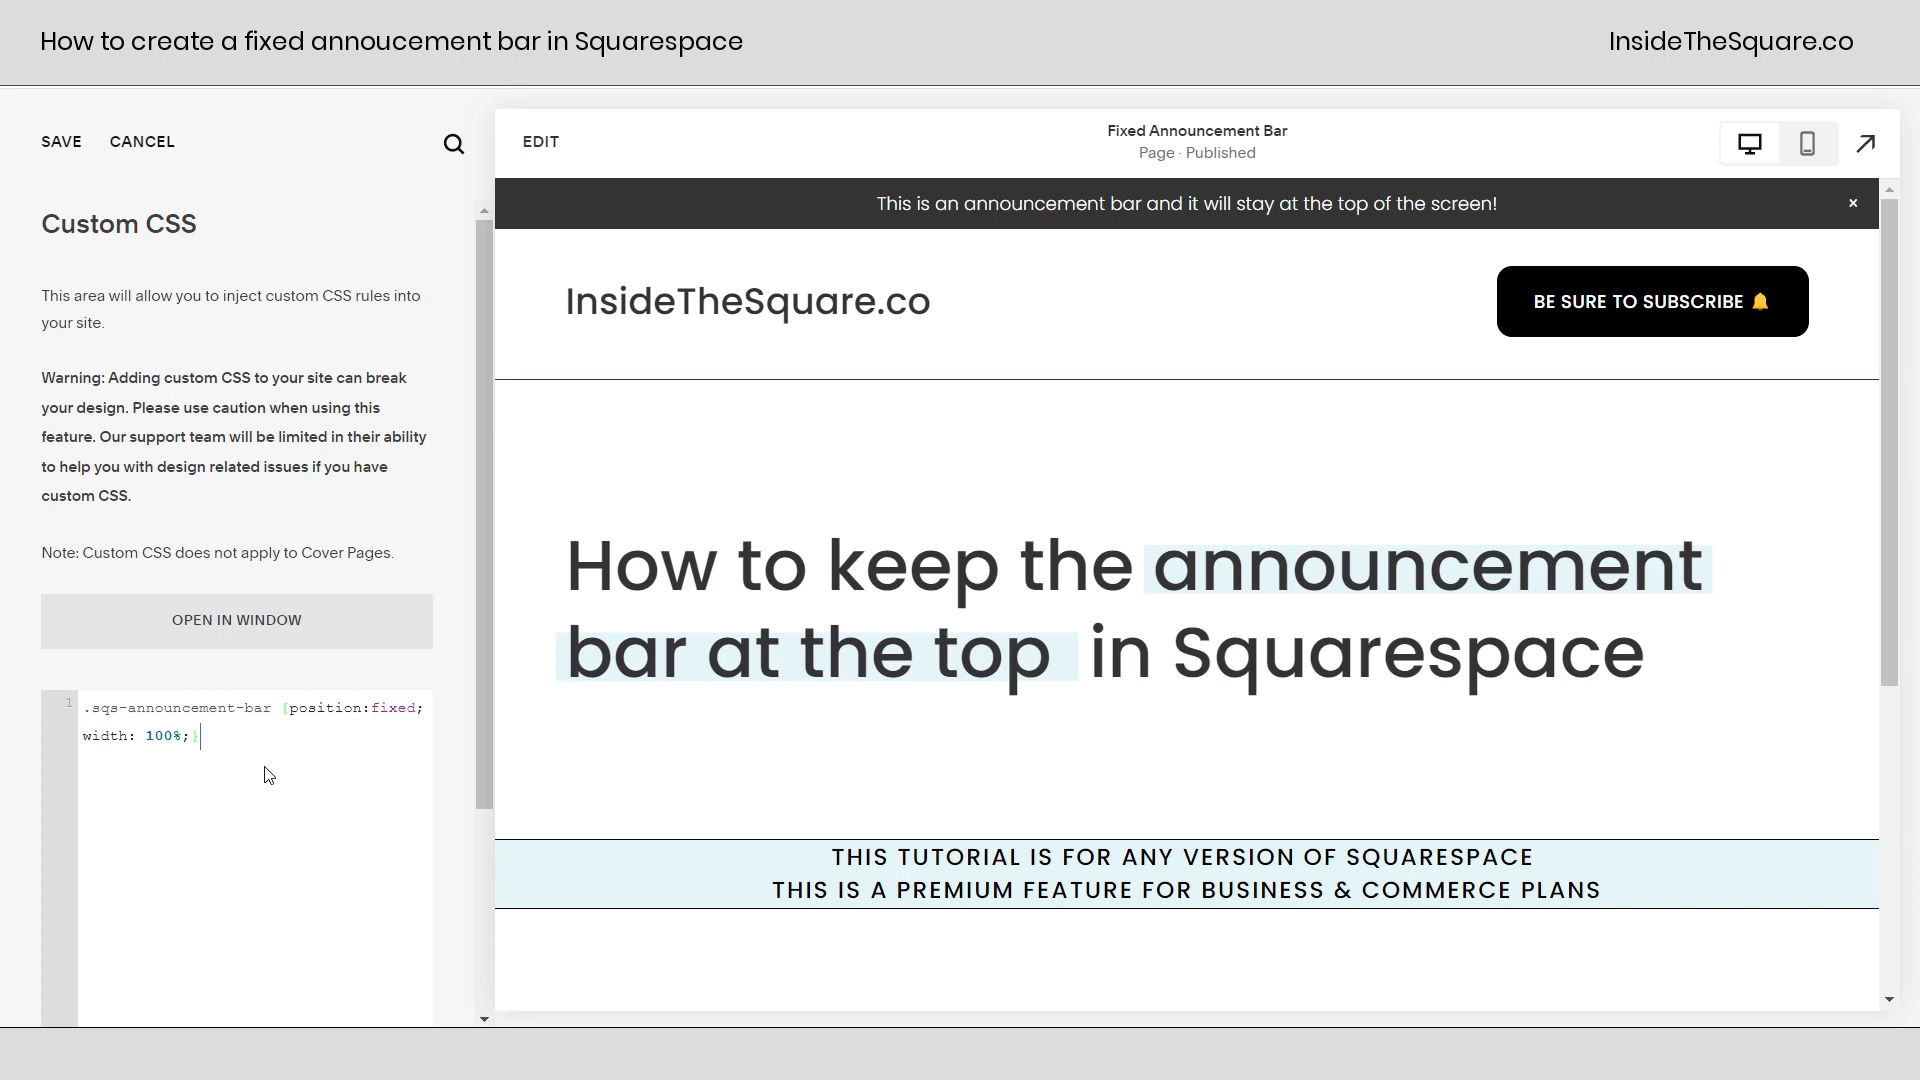 How to create a fixed annoucement bar in Squarespace
InsideTheSquare.co
SAVE
CANCEL
EDIT
Fixed Announcement Bar
Page · Published
Custom CSS
This area will allow you to inject custom CSS rules into
your site.
Warning: Adding custom CSS to your site can break
your design. Please use caution when using this
feature. Our support team will be limited in their ability
to help you with design related issues if you have
custom CSS.
Note: Custom CSS does not apply to Cover Pages.
OPEN IN WINDOW
1
.sqs-announcement-bar {position:fixed;
width: 100%;}
This is an announcement bar and it will stay at the top of the screen!
×
InsideTheSquare.co
BE SURE TO SUBSCRIBE 🔔
How to keep the announcement
bar at the top in Squarespace
THIS TUTORIAL IS FOR ANY VERSION OF SQUARESPACE
THIS IS A PREMIUM FEATURE FOR BUSINESS & COMMERCE PLANS